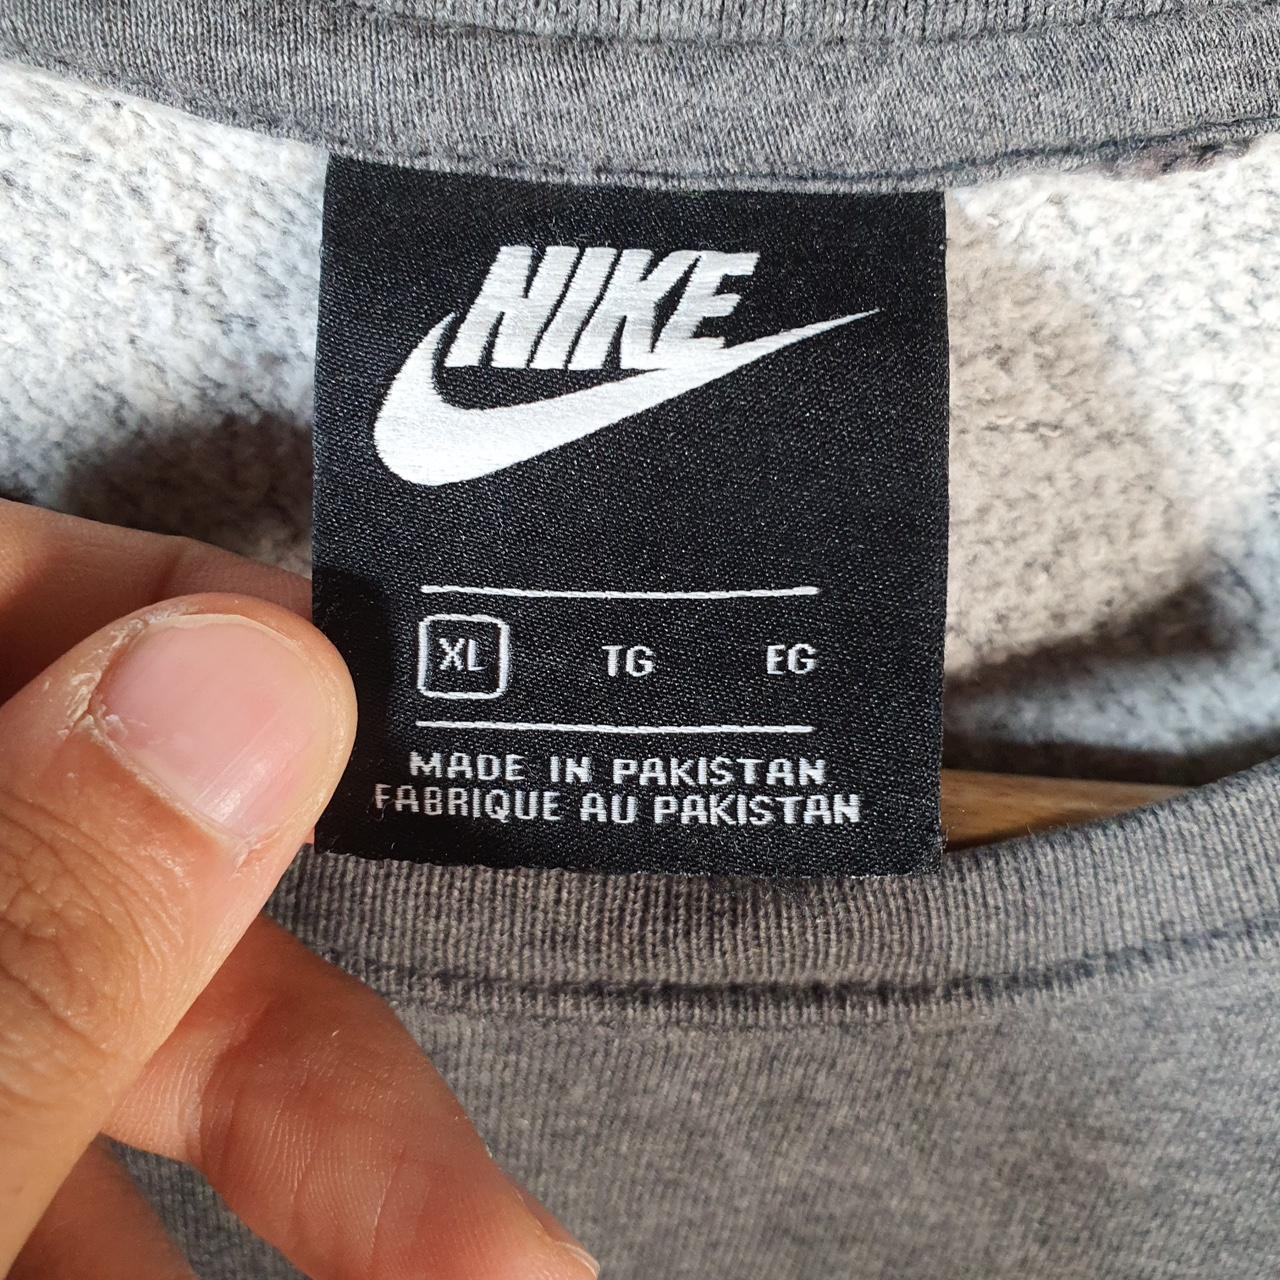 NIKE
XL TG EG
MADE IN PAKISTAN
FABRIQUE AU PAKISTAN